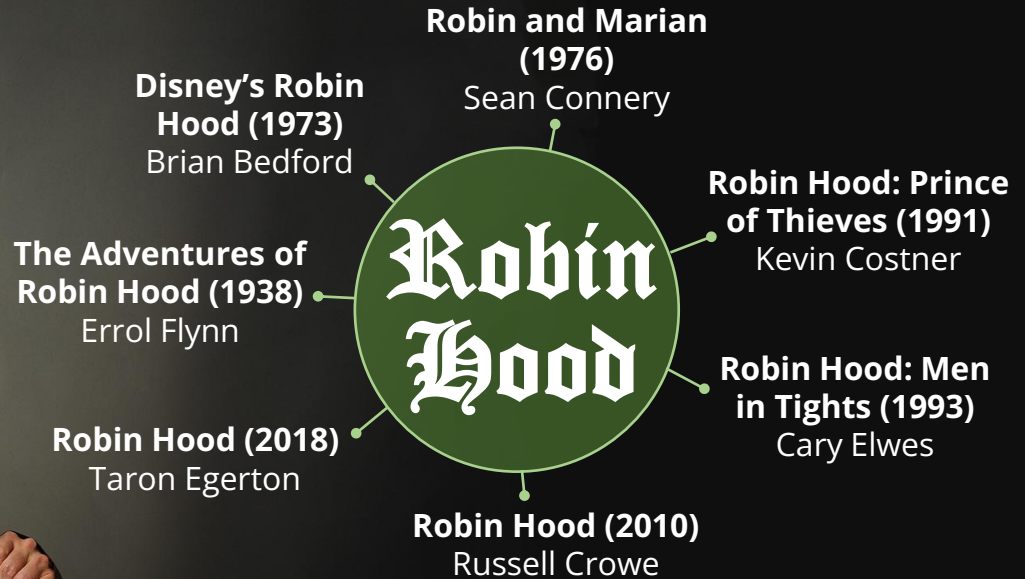 Robin and Marian
(1976)
Sean Connery
Disney’s Robin
Hood (1973)
Brian Bedford
Robin Hood: Prince
of Thieves (1991)
Kevin Costner
The Adventures of
Robin Hood (1938)
Errol Flynn
Robin
Hood
Robin Hood: Men
in Tights (1993)
Cary Elwes
Robin Hood (2018)
Taron Egerton
Robin Hood (2010)
Russell Crowe